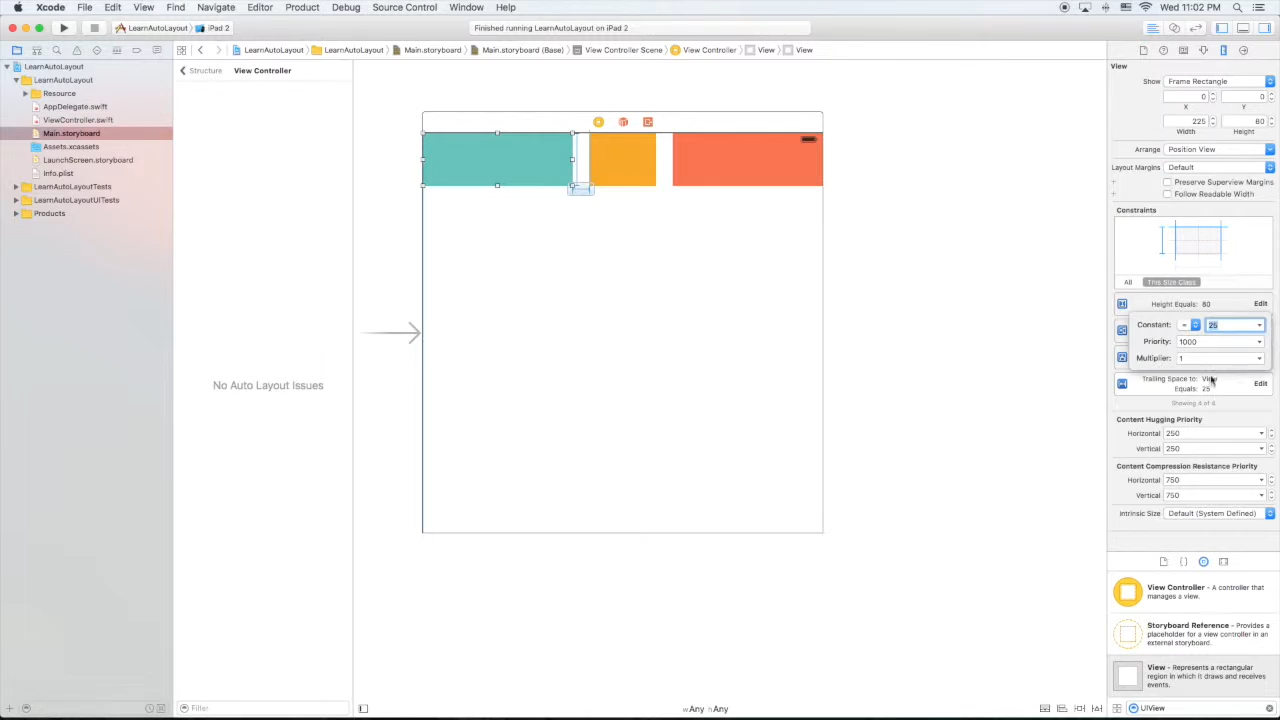 Xcode File Edit View Find Navigate Editor Product Debug Source Control Window Help Wed 11:02 PM
LearnAutoLayout iPad 2 Finished running LearnAutoLayout on iPad 2
LearnAutoLayout LearnAutoLayout Main.storyboard Main.storyboard (Base) View Controller Scene View Controller View View
LearnAutoLayout
LearnAutoLayout
Resource
AppDelegate.swift
ViewController.swift
Main.storyboard
Assets.xcassets
LaunchScreen.storyboard
Info.plist
LearnAutoLayoutTests
LearnAutoLayoutUITests
Products
Structure View Controller
No Auto Layout Issues
Filter
wAny hAny
View
Show Frame Rectangle
0 0
X Y
225 80
Width Height
Arrange Position View
Layout Margins Default
Preserve Superview Margins
Follow Readable Width
Constraints
All This Size Class
Height Equals: 80 Edit
Constant: = 25
Priority: 1000
Multiplier: 1
Trailing Space to: View
Equals: 25 Edit
Showing 4 of 6
Content Hugging Priority
Horizontal 250
Vertical 250
Content Compression Resistance Priority
Horizontal 750
Vertical 750
Intrinsic Size Default (System Defined)
View Controller - A controller that
manages a view.
Storyboard Reference - Provides a
placeholder for a view controller in an
external storyboard.
View - Represents a rectangular
region in which it draws and receives
events.
UIView